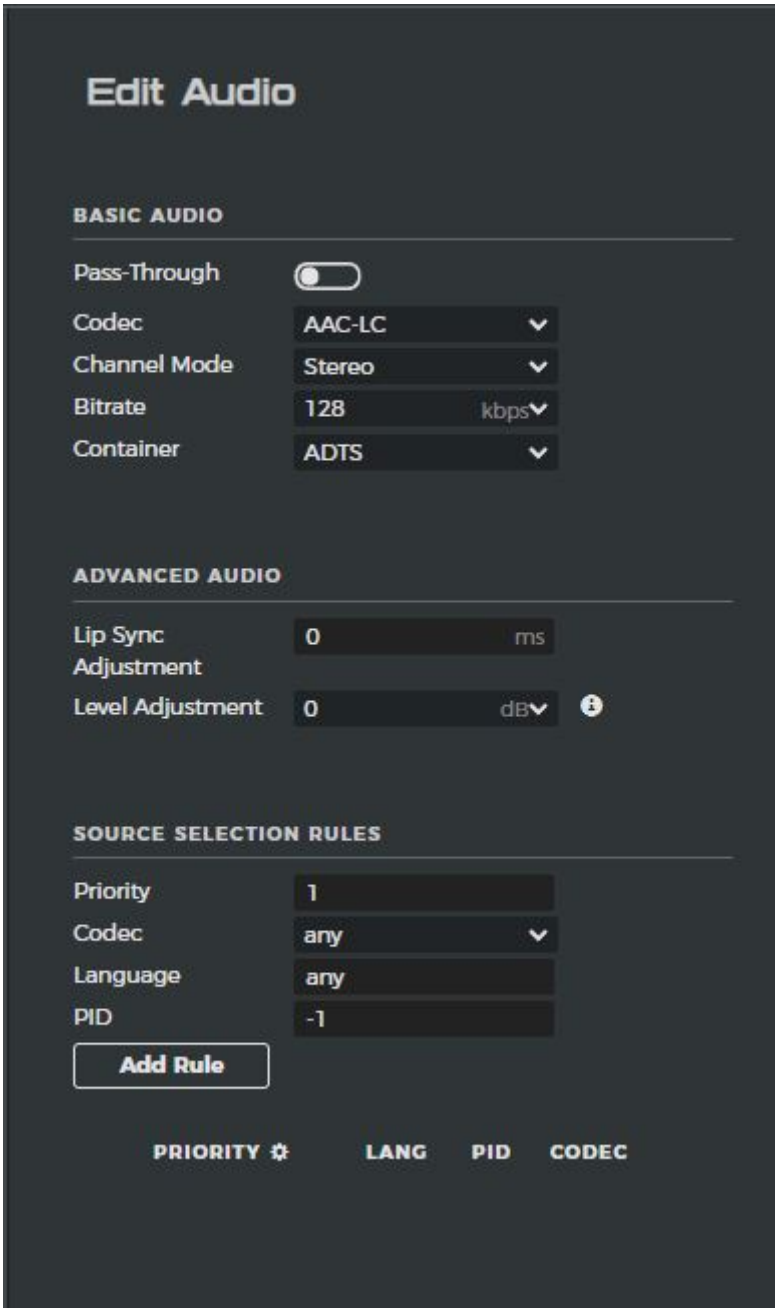 Edit Audio
BASIC AUDIO
Pass-Through
Codec AAC-LC
Channel Mode Stereo
Bitrate 128 kbps
Container ADTS
ADVANCED AUDIO
Lip Sync Adjustment 0 ms
Level Adjustment 0 dB
SOURCE SELECTION RULES
Priority 1
Codec any
Language any
PID -1
Add Rule
PRIORITY LANG PID CODEC